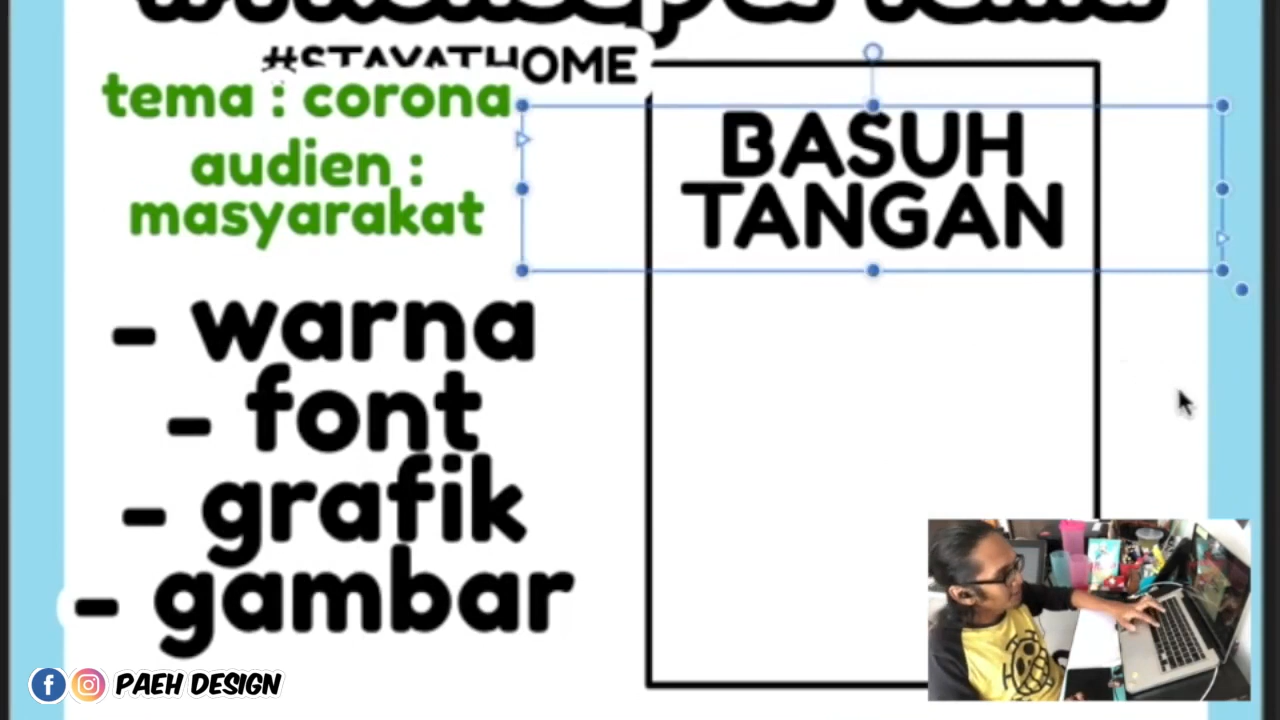 #STAYATHOME
tema : corona
audien :
masyarakat
BASUH
TANGAN
- warna
- font
- grafik
- gambar
PAEH DESIGN